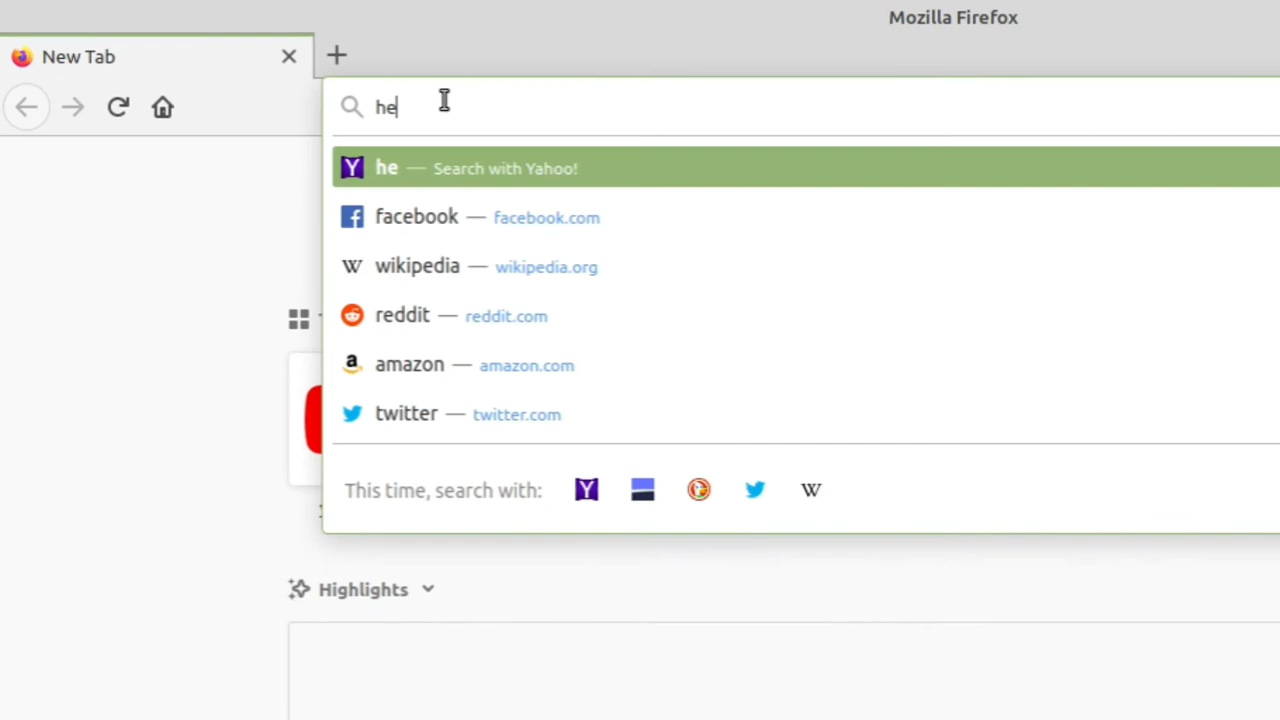 Mozilla Firefox
New Tab
he
he — Search with Yahoo!
facebook — facebook.com
wikipedia — wikipedia.org
reddit — reddit.com
amazon — amazon.com
twitter — twitter.com
This time, search with:
Highlights